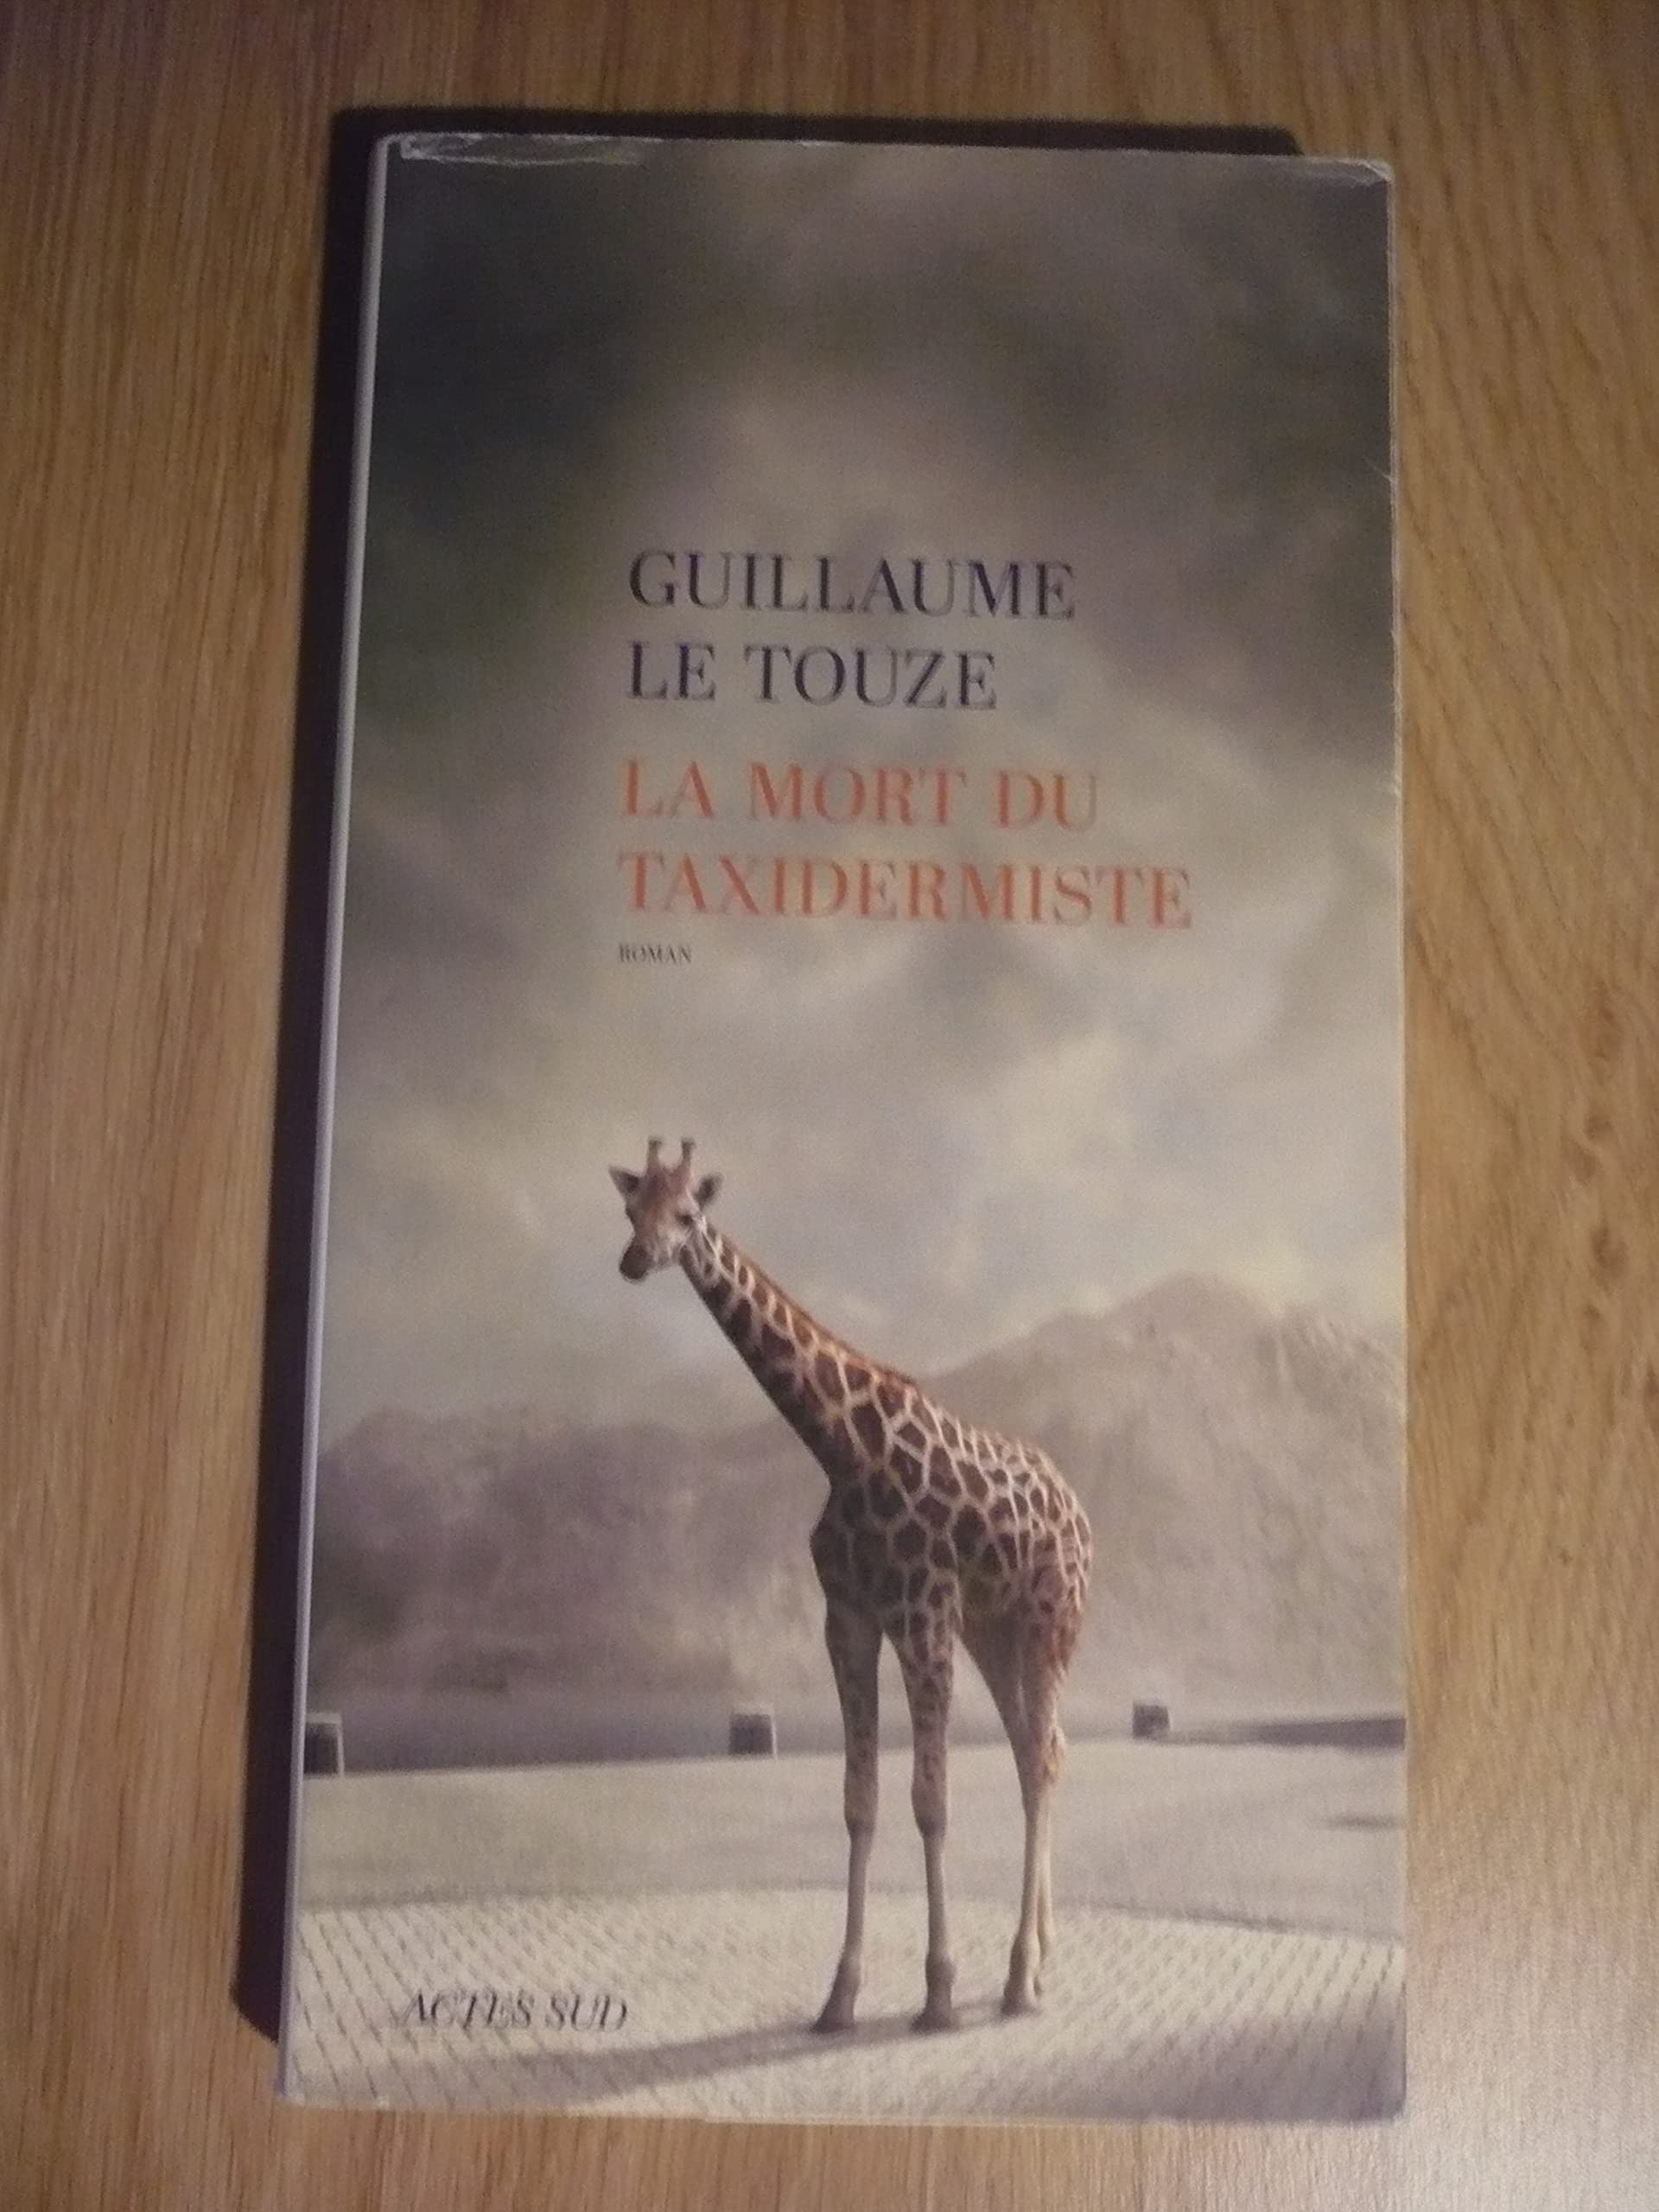 GUILLAUME
LE TOUZE
LA MORT DU
TAXIDERMISTE
ROMAN
ACTES SUD